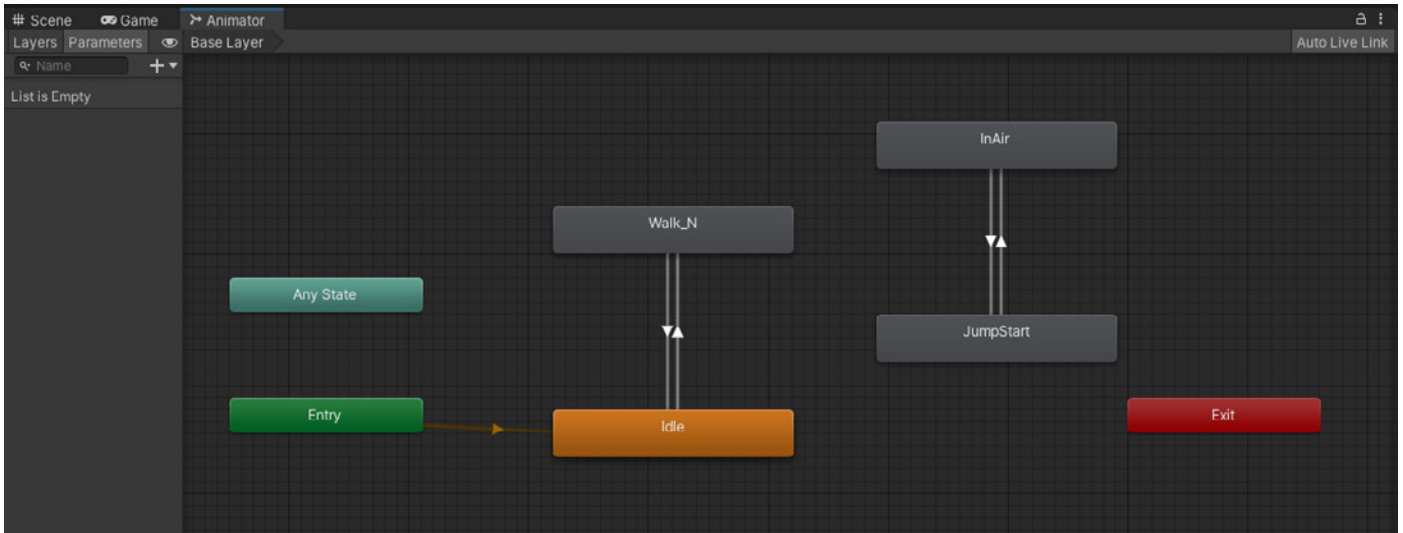 Scene Game Animator
Layers Parameters Base Layer Auto Live Link
Name
List is Empty
InAir
Walk_N
Any State
JumpStart
Entry
Idle
Exit